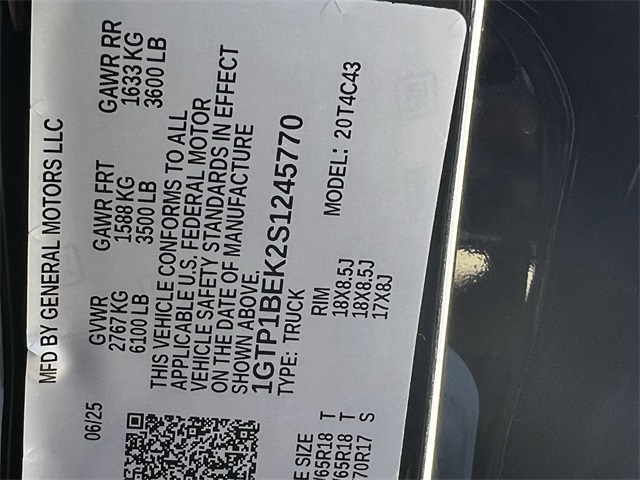 MFD BY GENERAL MOTORS LLC
06/25
GVWR GAWR FRT GAWR RR
2767 KG 1588 KG 1633 KG
6100 LB 3500 LB 3600 LB
THIS VEHICLE CONFORMS TO ALL
APPLICABLE U.S. FEDERAL MOTOR
VEHICLE SAFETY STANDARDS IN EFFECT
ON THE DATE OF MANUFACTURE
SHOWN ABOVE.
1GTP1BEK2S1245770
TYPE: TRUCK MODEL: 20T4C43
E SIZE RIM
/65R18 T 18X8.5J
/65R18 T 18X8.5J
70R17 S 17X8J